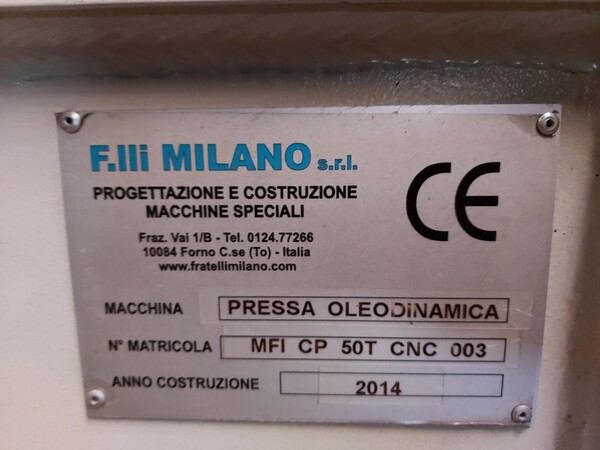 F.lli MILANO s.r.l.
PROGETTAZIONE E COSTRUZIONE
MACCHINE SPECIALI
Fraz. Vai 1/B - Tel. 0124.77266
10084 Forno C.se (To) - Italia
www.fratellimilano.com
CE
MACCHINA PRESSA OLEODINAMICA
N° MATRICOLA MFI CP 50T CNC 003
ANNO COSTRUZIONE 2014